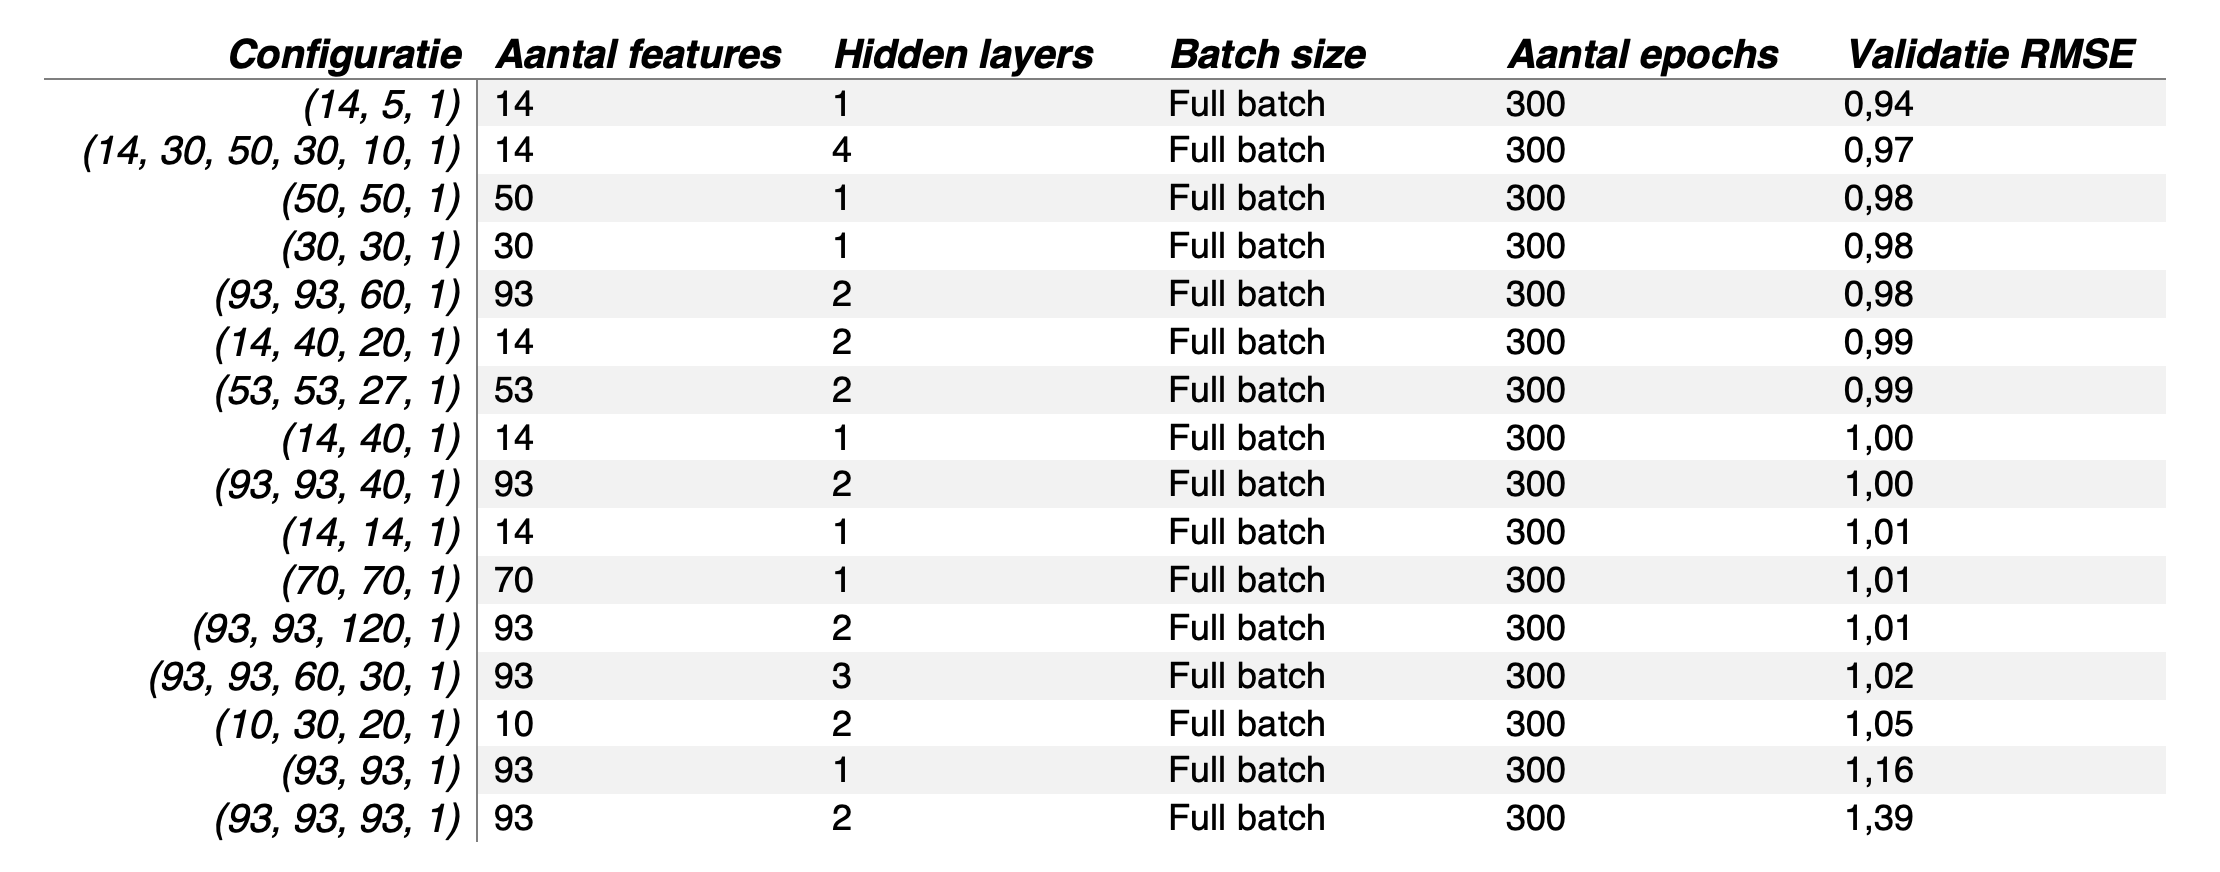 Configuratie Aantal features Hidden layers Batch size Aantal epochs Validatie RMSE
(14, 5, 1) 14 1 Full batch 300 0,94
(14, 30, 50, 30, 10, 1) 14 4 Full batch 300 0,97
(50, 50, 1) 50 1 Full batch 300 0,98
(30, 30, 1) 30 1 Full batch 300 0,98
(93, 93, 60, 1) 93 2 Full batch 300 0,98
(14, 40, 20, 1) 14 2 Full batch 300 0,99
(53, 53, 27, 1) 53 2 Full batch 300 0,99
(14, 40, 1) 14 1 Full batch 300 1,00
(93, 93, 40, 1) 93 2 Full batch 300 1,00
(14, 14, 1) 14 1 Full batch 300 1,01
(70, 70, 1) 70 1 Full batch 300 1,01
(93, 93, 120, 1) 93 2 Full batch 300 1,01
(93, 93, 60, 30, 1) 93 3 Full batch 300 1,02
(10, 30, 20, 1) 10 2 Full batch 300 1,05
(93, 93, 1) 93 1 Full batch 300 1,16
(93, 93, 93, 1) 93 2 Full batch 300 1,39